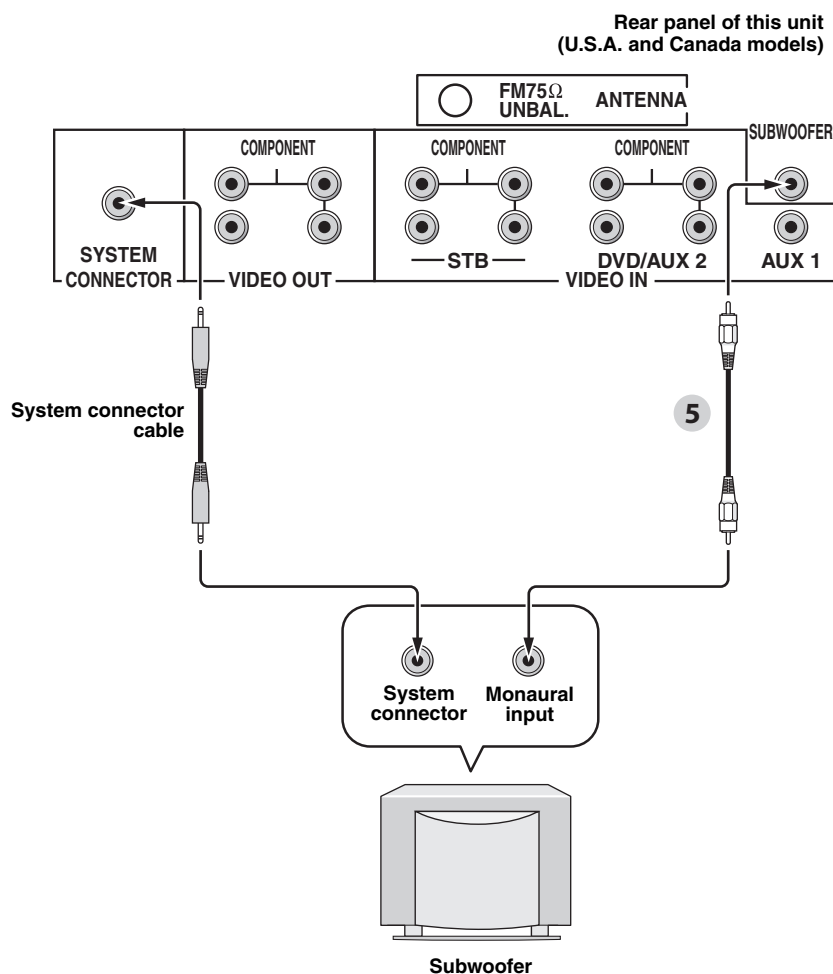 Rear panel of this unit
(U.S.A. and Canada models)
FM75Ω
UNBAL.
ANTENNA
SUBWOOFER
COMPONENT
COMPONENT
COMPONENT
SYSTEM
CONNECTOR
VIDEO OUT
STB
DVD/AUX 2
VIDEO IN
AUX 1
System connector
cable
5
System
connector
Monaural
input
Subwoofer